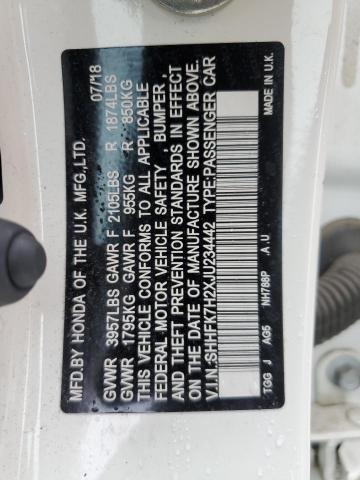 MFD.BY HONDA OF THE U.K. MFG.,LTD. 07/18
GVWR 3957LBS GAWR F 2105LBS R 1874LBS
GVWR 1795KG GAWR F 955KG R 850KG
THIS VEHICLE CONFORMS TO ALL APPLICABLE
FEDERAL MOTOR VEHICLE SAFETY, BUMPER,
THEFT PREVENTION STANDARDS IN EFFECT
ON THE DATE OF MANUFACTURE SHOWN ABOVE.
V.I.N.:SHHFK7H2XJU234442 TYPE:PASSENGER CAR
TGG J AG5 NH788P A U MADE IN U.K.